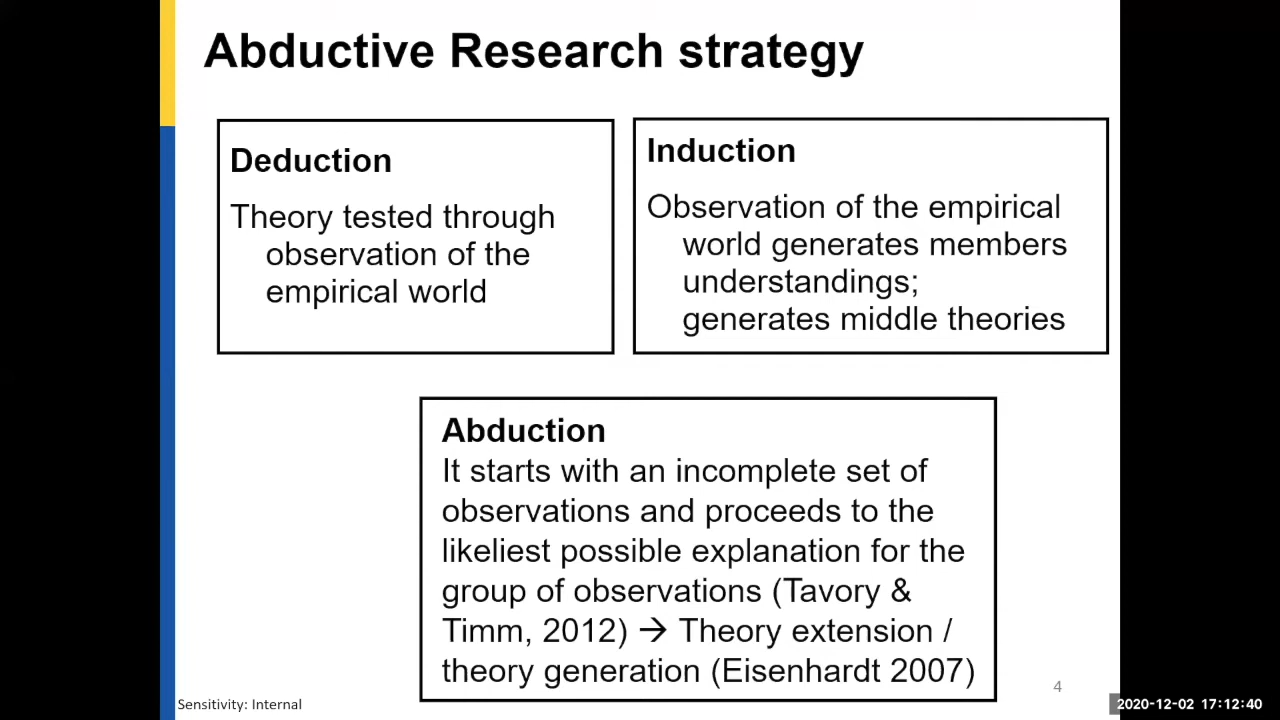 Abductive Research strategy
Deduction
Theory tested through
observation of the
empirical world
Induction
Observation of the empirical
world generates members
understandings;
generates middle theories
Abduction
It starts with an incomplete set of
observations and proceeds to the
likeliest possible explanation for the
group of observations (Tavory &
Timm, 2012) → Theory extension /
theory generation (Eisenhardt 2007)
4
Sensitivity: Internal
2020-12-02 17:12:40